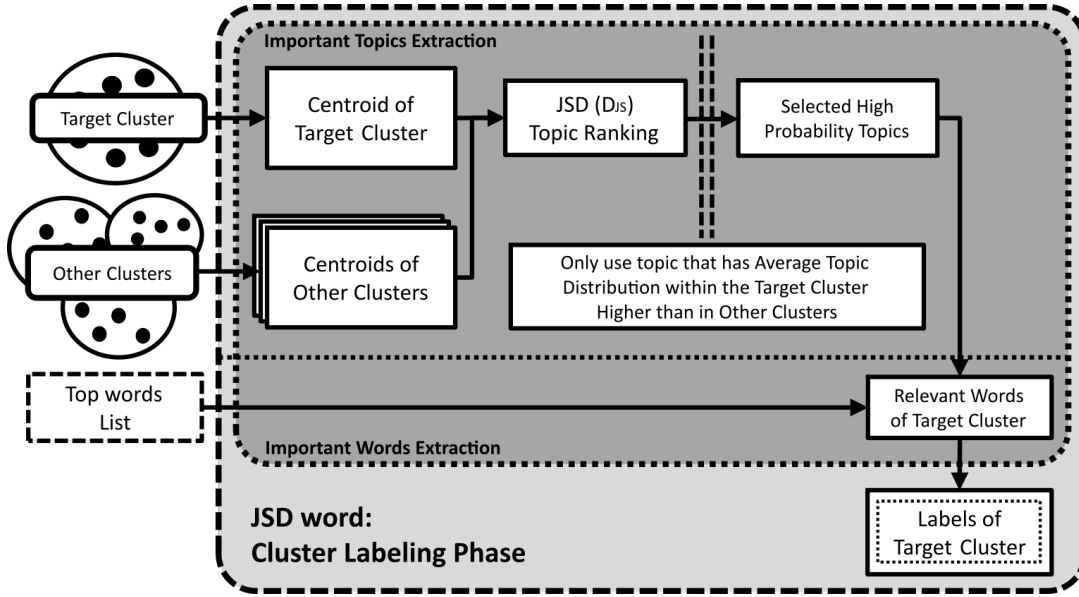 Important Topics Extraction
Target Cluster
Centroid of
Target Cluster
JSD (DJS)
Topic Ranking
Selected High
Probability Topics
Other Clusters
Centroids of
Other Clusters
Only use topic that has Average Topic
Distribution within the Target Cluster
Higher than in Other Clusters
Top words
List
Relevant Words
of Target Cluster
Important Words Extraction
JSD word:
Cluster Labeling Phase
Labels of
Target Cluster